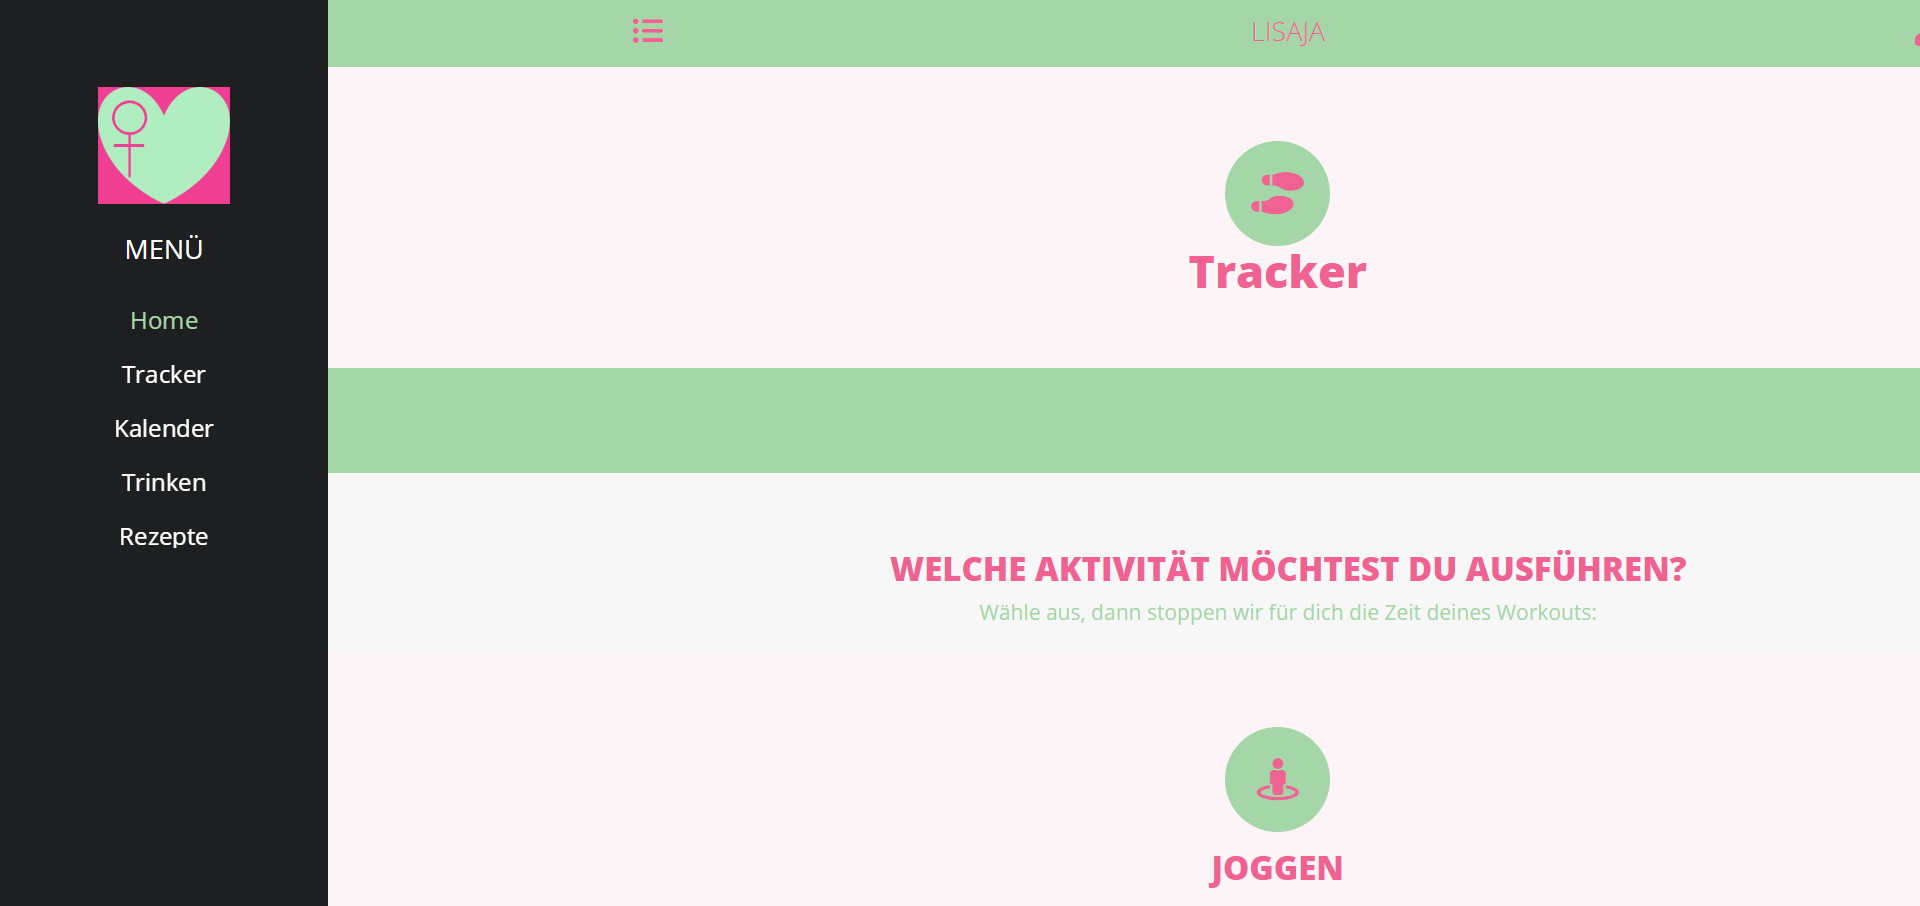 LISAJA
MENÜ
Home
Tracker
Kalender
Trinken
Rezepte
Tracker
WELCHE AKTIVITÄT MÖCHTEST DU AUSFÜHREN?
Wähle aus, dann stoppen wir für dich die Zeit deines Workouts:
JOGGEN